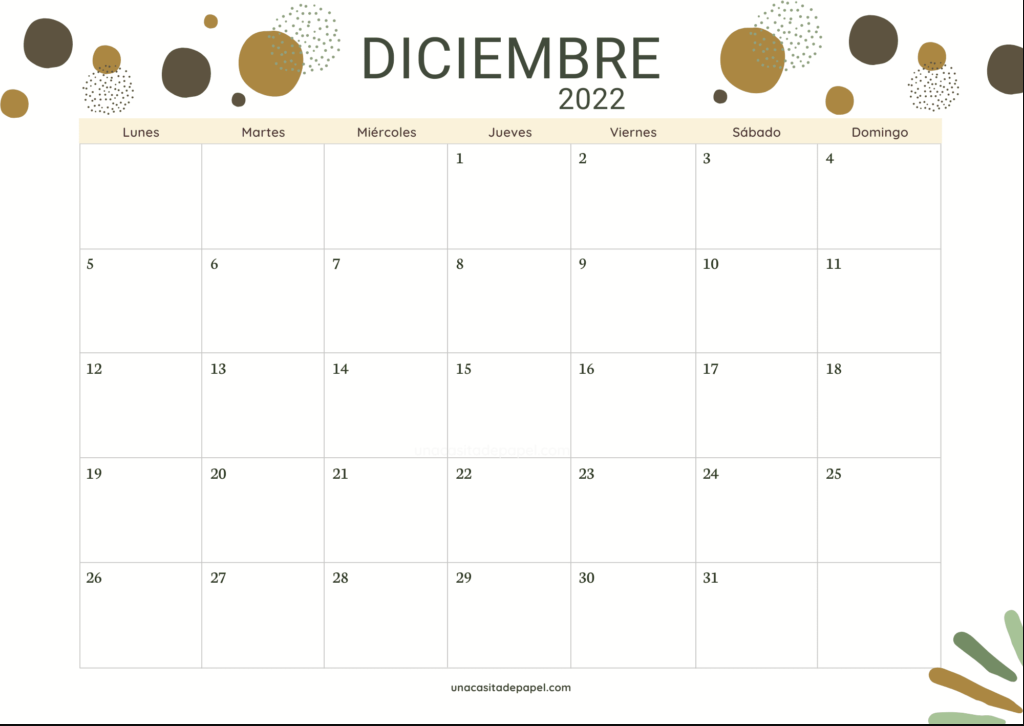 DICIEMBRE
2022
Lunes Martes Miércoles Jueves Viernes Sábado Domingo
1 2 3 4
5 6 7 8 9 10 11
12 13 14 15 16 17 18
unacasitadepapel.com
19 20 21 22 23 24 25
26 27 28 29 30 31
unacasitadepapel.com